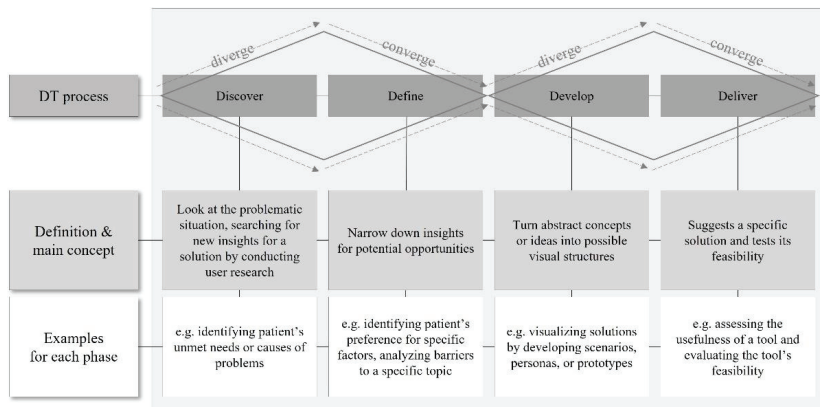 diverge
converge
diverge
converge
DT process
Discover
Define
Develop
Deliver
Definition &
main concept
Look at the problematic
situation, searching for
new insights for a
solution by conducting
user research
Narrow down insights
for potential opportunities
Turn abstract concepts
or ideas into possible
visual structures
Suggests a specific
solution and tests its
feasibility
Examples
for each phase
e.g. identifying patient's
unmet needs or causes of
problems
e.g. identifying patient's
preference for specific
factors, analyzing barriers
to a specific topic
e.g. visualizing solutions
by developing scenarios,
personas, or prototypes
e.g. assessing the
usefulness of a tool and
evaluating the tool's
feasibility